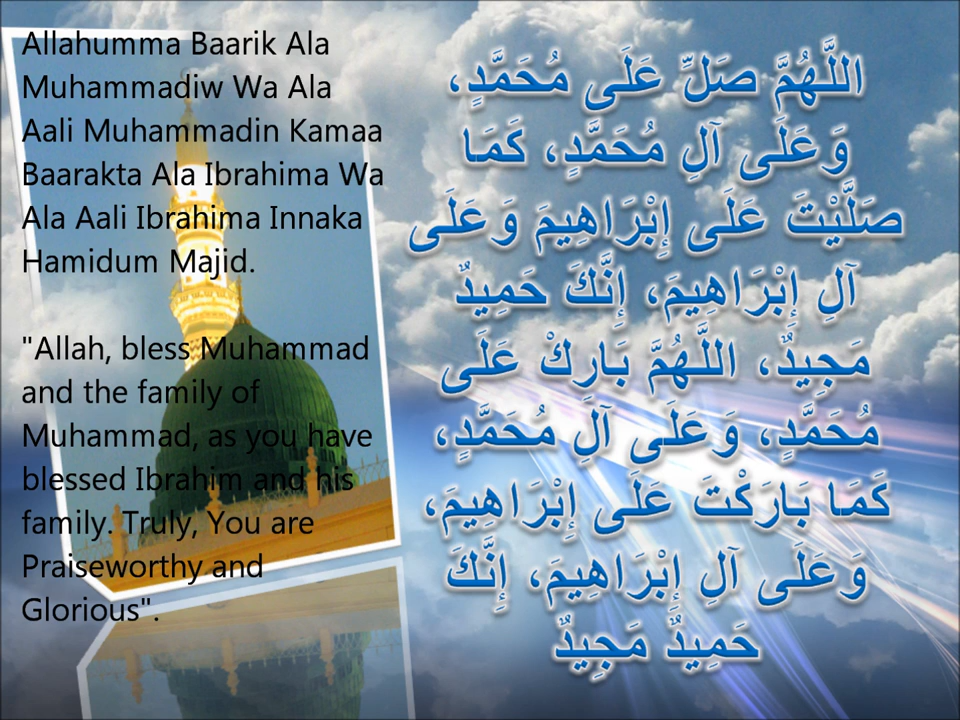 Allahumma Baarik Ala
Muhammadiw Wa Ala
Aali Muhammadin Kamaa
Baarakta Ala Ibrahima Wa
Ala Aali Ibrahima Innaka
Hamidum Majid.
"Allah, bless Muhammad
and the family of
Muhammad, as you have
blessed Ibrahim and his
family. Truly, You are
Praiseworthy and
Glorious".
اللَّهُمَّ صَلِّ عَلَى مُحَمَّدٍ،
وَعَلَى آلِ مُحَمَّدٍ، كَمَا
صَلَّيْتَ عَلَى إِبْرَاهِيمَ وَعَلَى
آلِ إِبْرَاهِيمَ، إِنَّكَ حَمِيدٌ
مَجِيدٌ، اللَّهُمَّ بَارِكْ عَلَى
مُحَمَّدٍ، وَعَلَى آلِ مُحَمَّدٍ،
كَمَا بَارَكْتَ عَلَى إِبْرَاهِيمَ،
وَعَلَى آلِ إِبْرَاهِيمَ، إِنَّكَ
حَمِيدٌ مَجِيدٌ